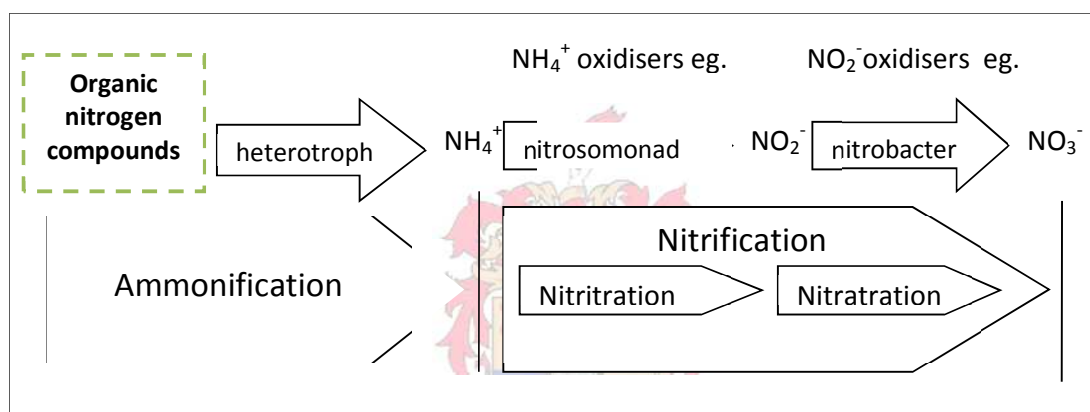 NH₄⁺ oxidisers eg.
NO₂⁻ oxidisers eg.
Organic
nitrogen
compounds
heterotroph
NH₄⁺
nitrosomonad
NO₂⁻
nitrobacter
NO₃⁻
Ammonification
Nitrification
Nitritration
Nitratration